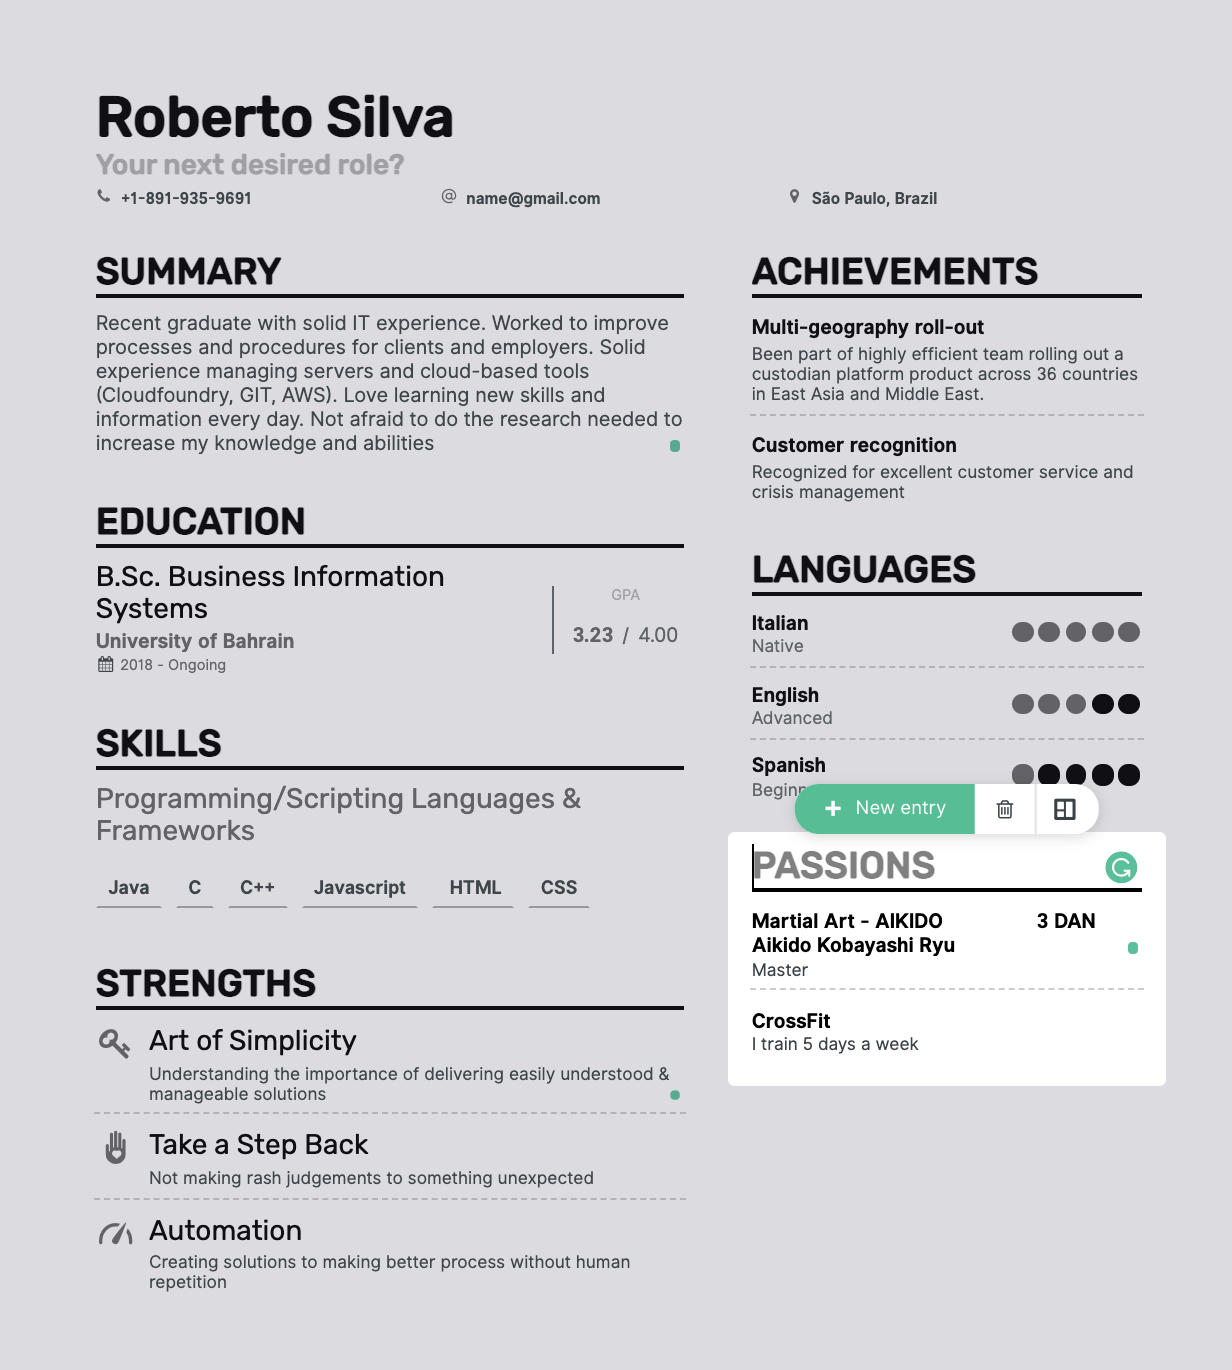 Roberto Silva
Your next desired role?
+1-891-935-9691
@ name@gmail.com
São Paulo, Brazil
SUMMARY
Recent graduate with solid IT experience. Worked to improve
processes and procedures for clients and employers. Solid
experience managing servers and cloud-based tools
(Cloudfoundry, GIT, AWS). Love learning new skills and
information every day. Not afraid to do the research needed to
increase my knowledge and abilities
EDUCATION
B.Sc. Business Information
Systems
University of Bahrain
2018 - Ongoing
GPA
3.23 / 4.00
SKILLS
Programming/Scripting Languages &
Frameworks
Java C C++ Javascript HTML CSS
STRENGTHS
Art of Simplicity
Understanding the importance of delivering easily understood &
manageable solutions
Take a Step Back
Not making rash judgements to something unexpected
Automation
Creating solutions to making better process without human
repetition
ACHIEVEMENTS
Multi-geography roll-out
Been part of highly efficient team rolling out a
custodian platform product across 36 countries
in East Asia and Middle East.
Customer recognition
Recognized for excellent customer service and
crisis management
LANGUAGES
Italian
Native
English
Advanced
Spanish
+ New entry
PASSIONS
Martial Art - AIKIDO 3 DAN
Aikido Kobayashi Ryu
Master
CrossFit
I train 5 days a week